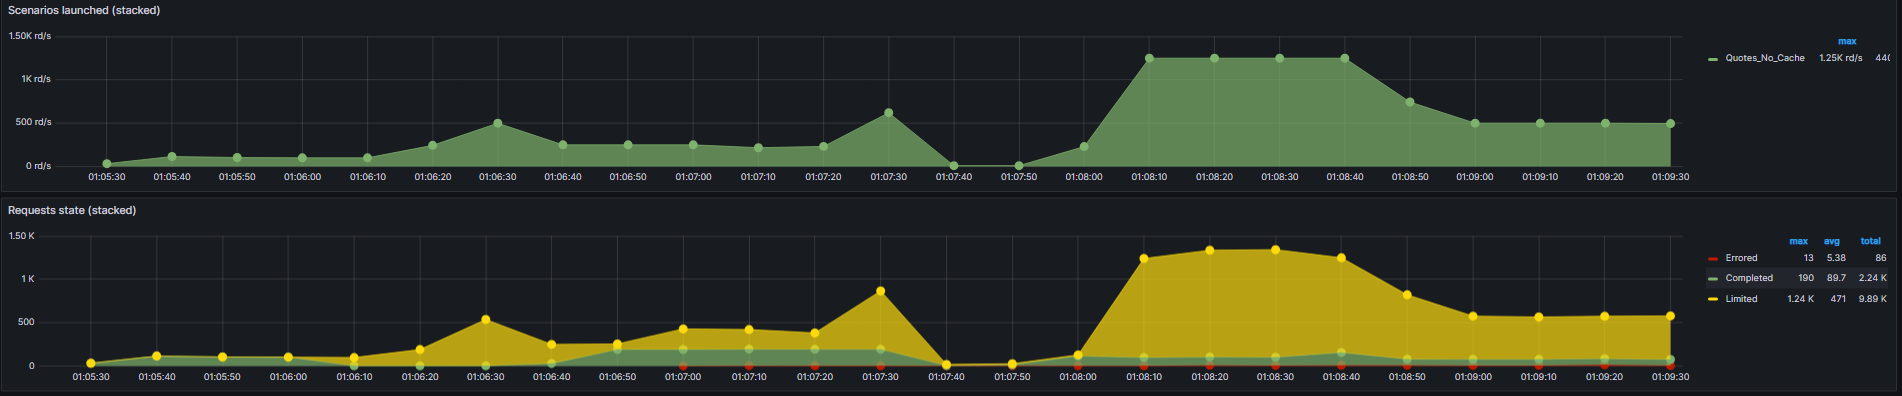 Scenarios launched (stacked)
max
1.50K rd/s
Quotes_No_Cache 1.25K rd/s 440
1K rd/s
500 rd/s
0 rd/s
01:05:30 01:05:40 01:05:50 01:06:00 01:06:10 01:06:20 01:06:30 01:06:40 01:06:50 01:07:00 01:07:10 01:07:20 01:07:30 01:07:40 01:07:50 01:08:00 01:08:10 01:08:20 01:08:30 01:08:40 01:08:50 01:09:00 01:09:10 01:09:20 01:09:30
Requests state (stacked)
1.50 K
max avg total
Errored 13 5.38 86
1 K
Completed 190 89.7 2.24 K
Limited 1.24 K 471 9.89 K
500
0
01:05:30 01:05:40 01:05:50 01:06:00 01:06:10 01:06:20 01:06:30 01:06:40 01:06:50 01:07:00 01:07:10 01:07:20 01:07:30 01:07:40 01:07:50 01:08:00 01:08:10 01:08:20 01:08:30 01:08:40 01:08:50 01:09:00 01:09:10 01:09:20 01:09:30